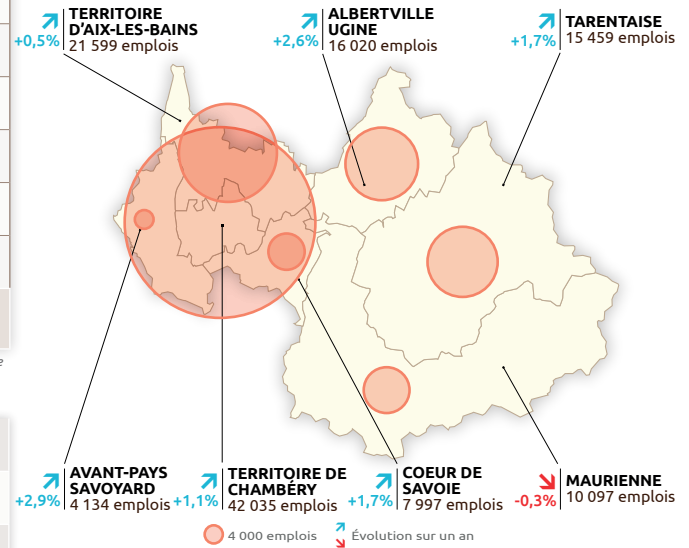 TERRITOIRE
D'AIX-LES-BAINS
+0,5%
21 599 emplois
ALBERTVILLE
UGINE
+2,6%
16 020 emplois
TARENTAISE
+1,7%
15 459 emplois
e
AVANT-PAYS
SAVOYARD
+2,9%
4 134 emplois
TERRITOIRE DE
CHAMBÉRY
+1,1%
42 035 emplois
COEUR DE
SAVOIE
+1,7%
7 997 emplois
MAURIENNE
-0,3%
10 097 emplois
4 000 emplois
Évolution sur un an